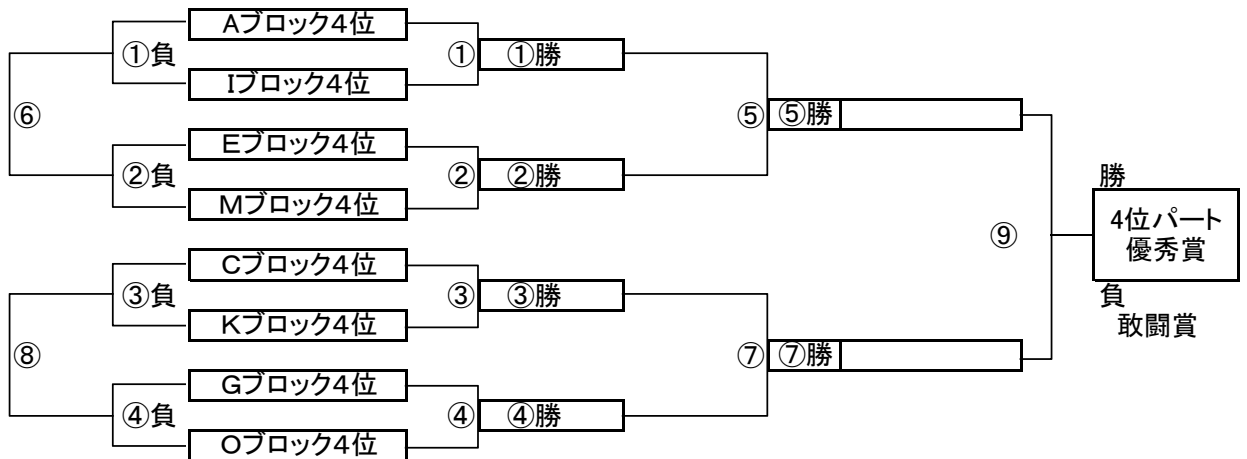 Aブロック4位
①負
①
①勝
Iブロック4位
⑥
⑤
⑤勝
Eブロック4位
②負
②
②勝
Mブロック4位
勝
4位パート
優秀賞
⑨
Cブロック4位
③負
③
③勝
負
敢闘賞
Kブロック4位
⑧
⑦
⑦勝
Gブロック4位
④負
④
④勝
Oブロック4位